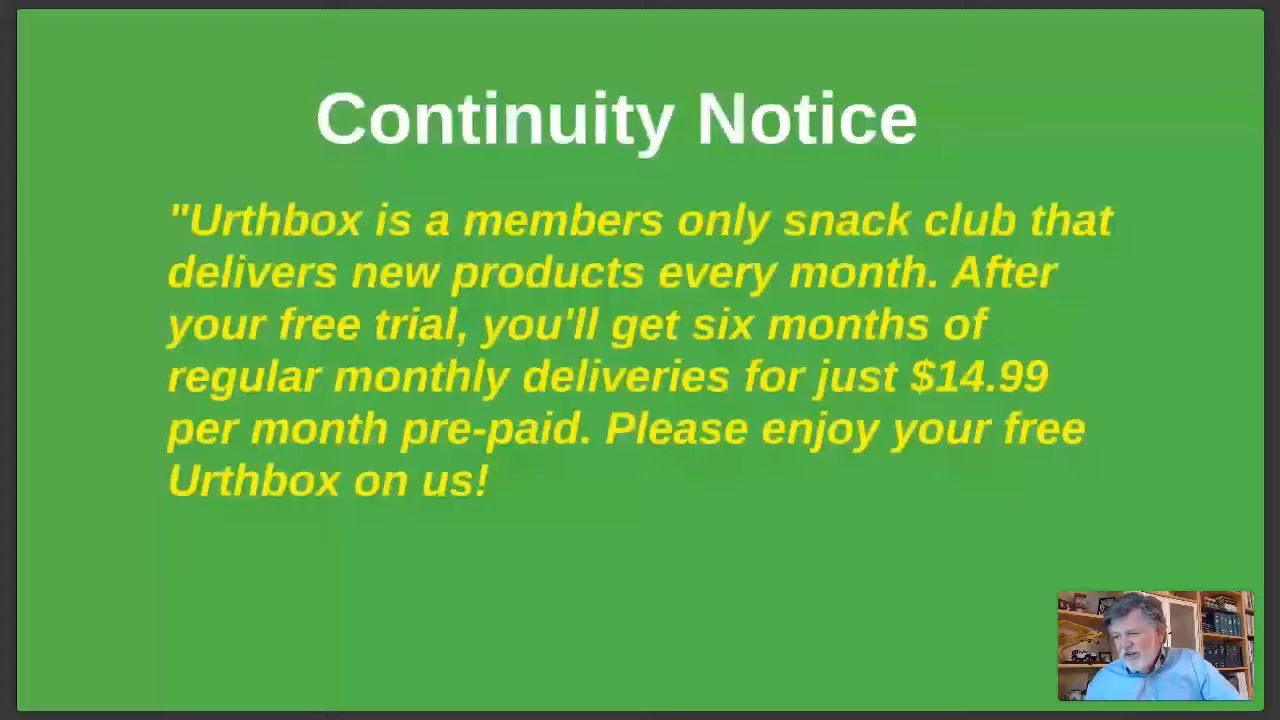 Continuity Notice
"Urthbox is a members only snack club that
delivers new products every month. After
your free trial, you'll get six months of
regular monthly deliveries for just $14.99
per month pre-paid. Please enjoy your free
Urthbox on us!